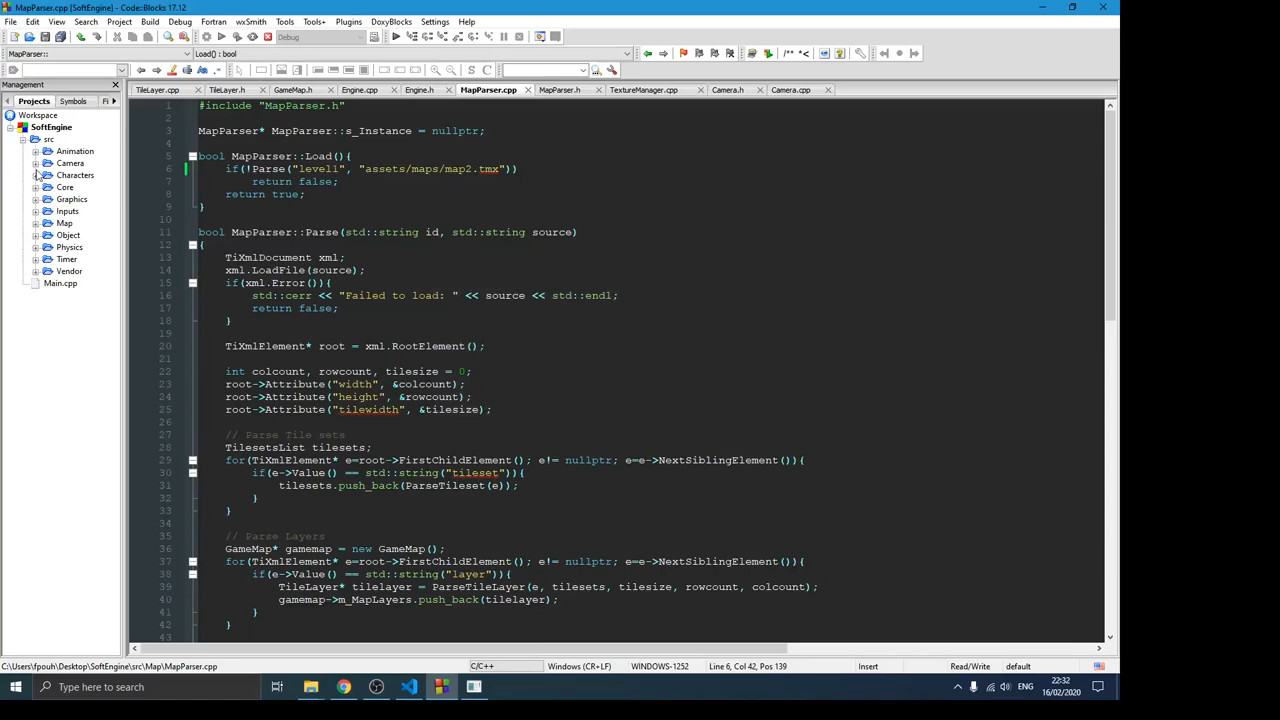 MapParser.cpp [SoftEngine] - Code::Blocks 17.12
File Edit View Search Project Build Debug Fortran wxSmith Tools Tools+ Plugins DoxyBlocks Settings Help
Debug
/** *<
MapParser:: Load() : bool
S C
Management
TileLayer.cpp TileLayer.h GameMap.h Engine.cpp Engine.h MapParser.cpp MapParser.h TextureManager.cpp Camera.h Camera.cpp
Projects Symbols Fi
Workspace
SoftEngine
src
Animation
Camera
Characters
Core
Graphics
Inputs
Map
Object
Physics
Timer
Vendor
Main.cpp
1 #include "MapParser.h"
2
3 MapParser* MapParser::s_Instance = nullptr;
4
5 bool MapParser::Load(){
6 if(!Parse("level1", "assets/maps/map2.tmx"))
7 return false;
8 return true;
9 }
10
11 bool MapParser::Parse(std::string id, std::string source)
12 {
13 TiXmlDocument xml;
14 xml.LoadFile(source);
15 if(xml.Error()){
16 std::cerr << "Failed to load: " << source << std::endl;
17 return false;
18 }
19
20 TiXmlElement* root = xml.RootElement();
21
22 int colcount, rowcount, tilesize = 0;
23 root->Attribute("width", &colcount);
24 root->Attribute("height", &rowcount);
25 root->Attribute("tilewidth", &tilesize);
26
27 // Parse Tile sets
28 TilesetsList tilesets;
29 for(TiXmlElement* e=root->FirstChildElement(); e!= nullptr; e=e->NextSiblingElement()){
30 if(e->Value() == std::string("tileset")){
31 tilesets.push_back(ParseTileset(e));
32 }
33 }
34
35 // Parse Layers
36 GameMap* gamemap = new GameMap();
37 for(TiXmlElement* e=root->FirstChildElement(); e!= nullptr; e=e->NextSiblingElement()){
38 if(e->Value() == std::string("layer")){
39 TileLayer* tilelayer = ParseTileLayer(e, tilesets, tilesize, rowcount, colcount);
40 gamemap->m_MapLayers.push_back(tilelayer);
41 }
42 }
43
C:\Users\fpouh\Desktop\SoftEngine\src\Map\MapParser.cpp C/C++ Windows (CR+LF) WINDOWS-1252 Line 6, Col 42, Pos 139 Insert Read/Write default
Type here to search
ENG
22:32
16/02/2020